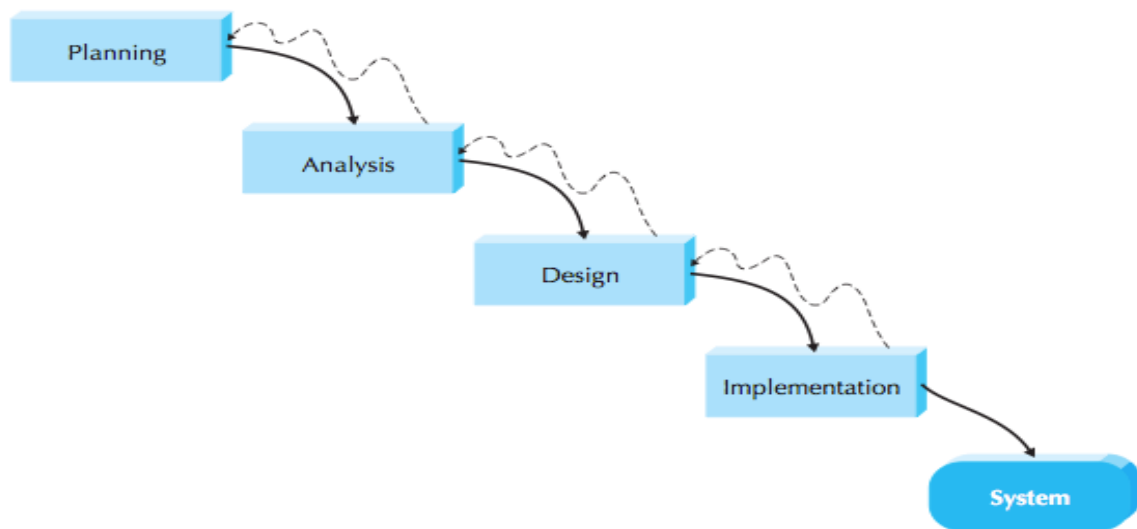 Planning
Analysis
Design
Implementation
System